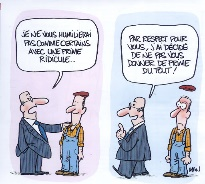 JE NE VOUS HUMILIERAI
PAS COMME CERTAINS
AVEC UNE PRIME
RIDICULE...
PAR RESPECT POUR
VOUS, J'AI DÉCIDÉ
DE NE PAS VOUS
DONNER DE PRIME
DU TOUT !